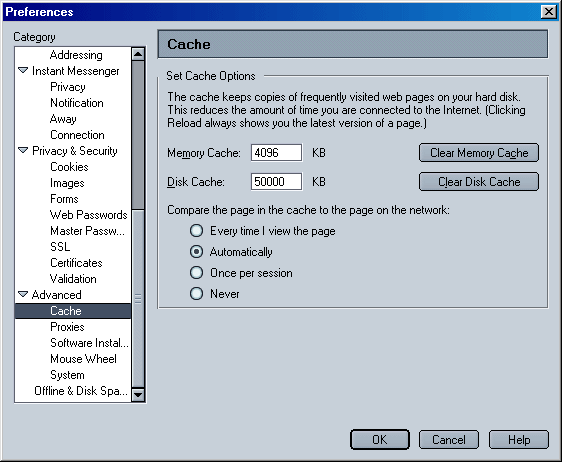 Preferences
Category
Addressing
Instant Messenger
Privacy
Notification
Away
Connection
Privacy & Security
Cookies
Images
Forms
Web Passwords
Master Passw...
SSL
Certificates
Validation
Advanced
Cache
Proxies
Software Instal...
Mouse Wheel
System
Offline & Disk Spa...
Cache
Set Cache Options
The cache keeps copies of frequently visited web pages on your hard disk.
This reduces the amount of time you are connected to the Internet. (Clicking
Reload always shows you the latest version of a page.)
Memory Cache: 4096 KB Clear Memory Cache
Disk Cache: 50000 KB Clear Disk Cache
Compare the page in the cache to the page on the network:
Every time I view the page
Automatically
Once per session
Never
OK Cancel Help